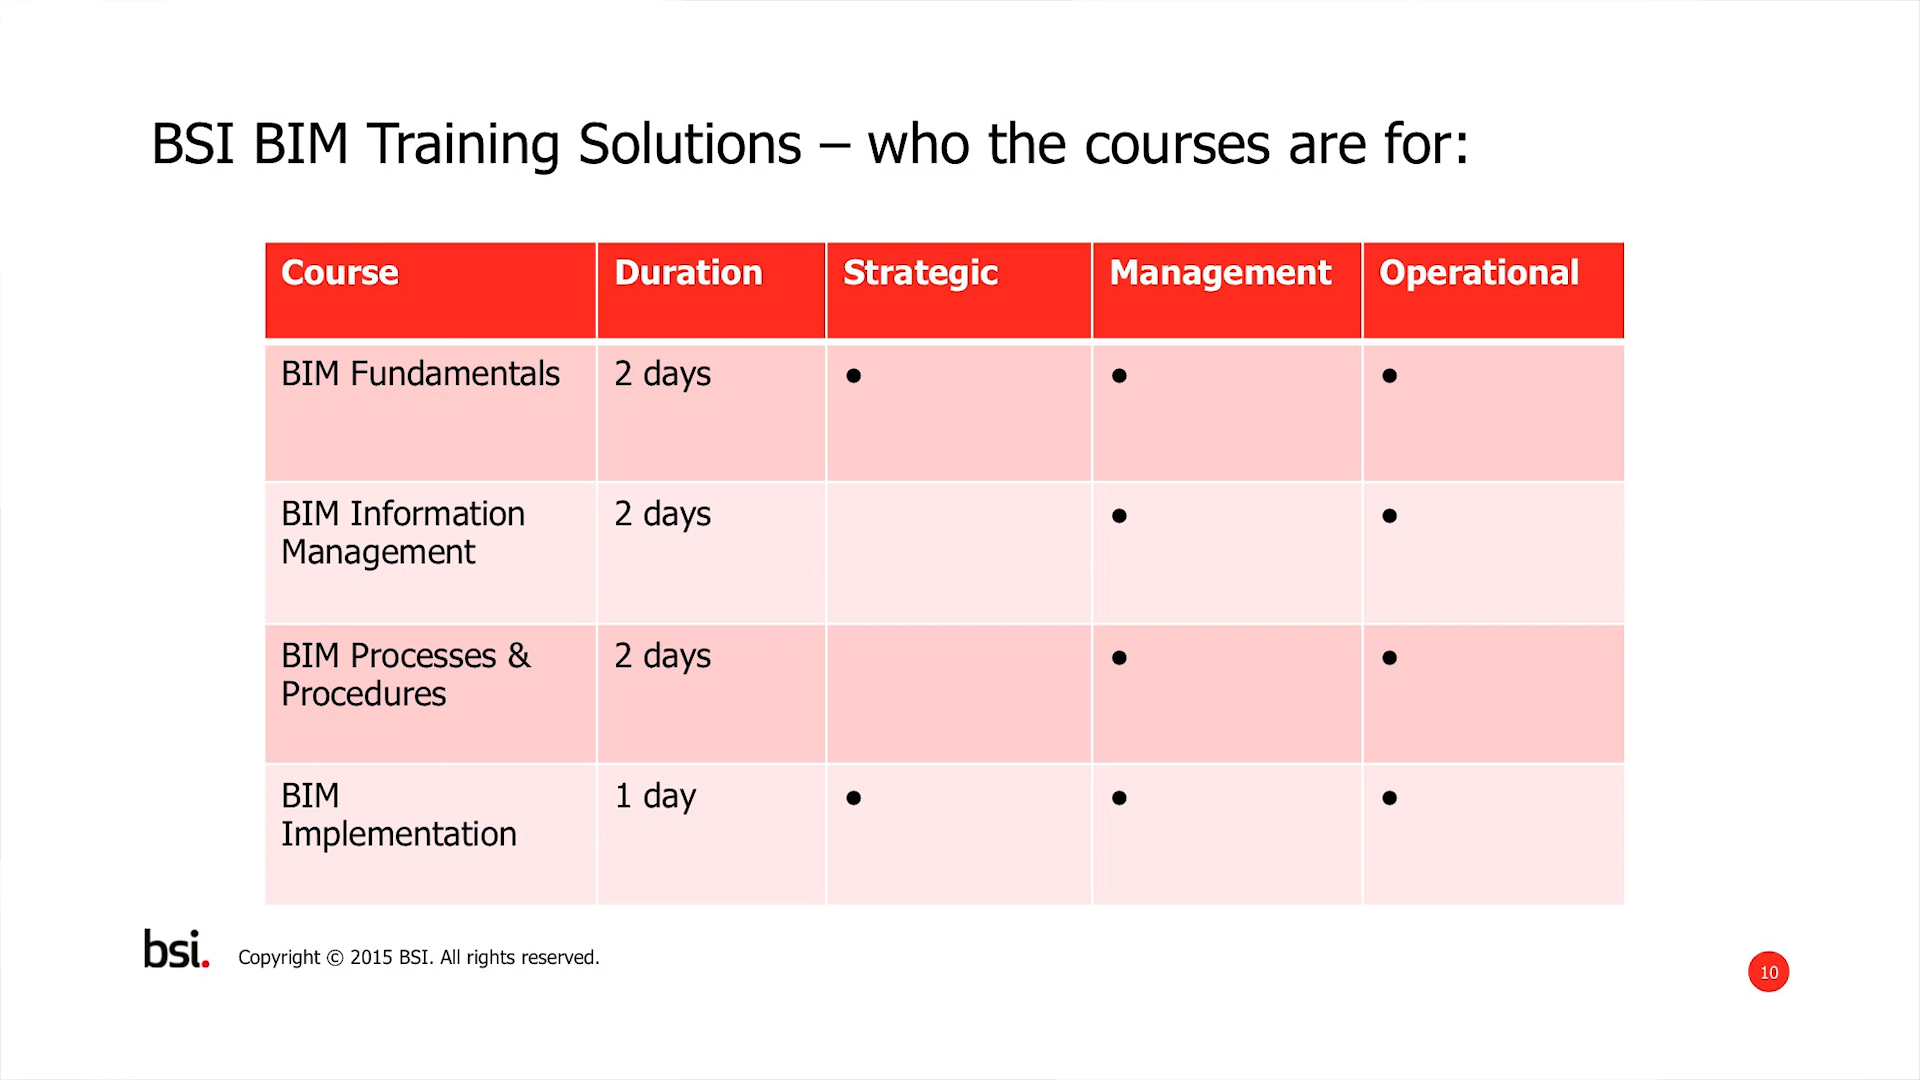 BSI BIM Training Solutions – who the courses are for:
Course Duration Strategic Management Operational
BIM Fundamentals 2 days • • •
BIM Information 2 days • •
Management
BIM Processes & 2 days • •
Procedures
BIM 1 day • • •
Implementation
bsi. Copyright © 2015 BSI. All rights reserved.
10